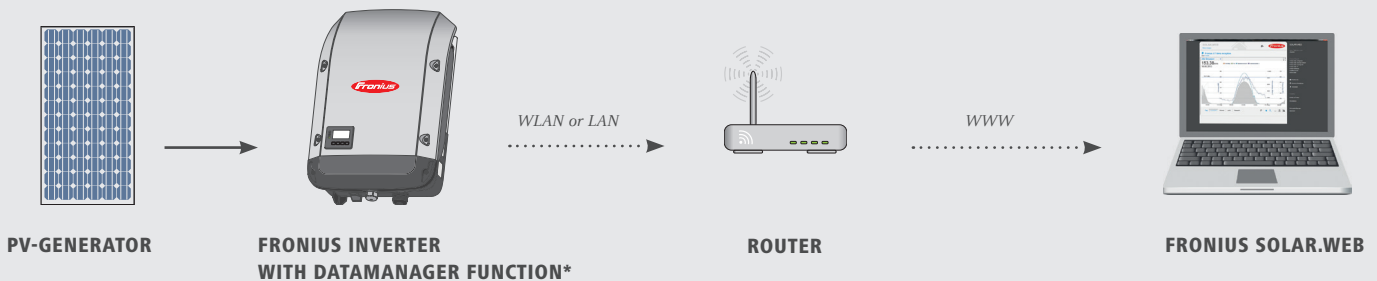 Fronius
WLAN or LAN
WWW
PV-GENERATOR
FRONIUS INVERTER
WITH DATAMANAGER FUNCTION*
ROUTER
FRONIUS SOLAR.WEB